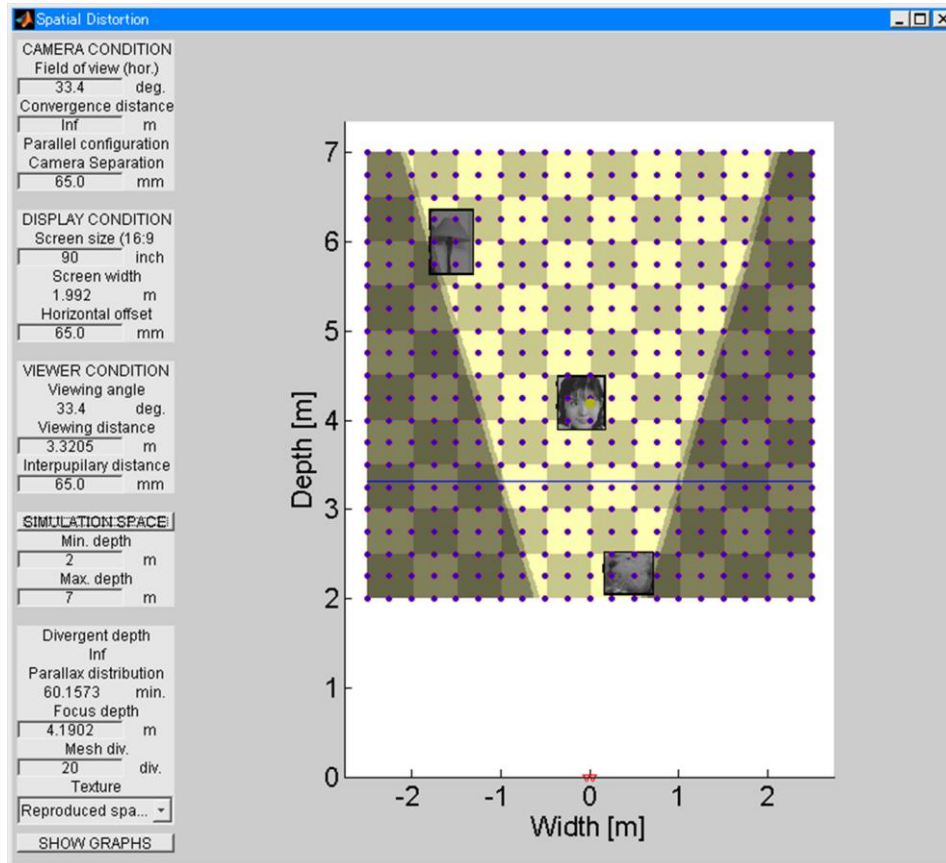 Spatial Distortion
CAMERA CONDITION
Field of view (hor.)
33.4 deg.
Convergence distance
Inf m
Parallel configuration
Camera Separation
65.0 mm
DISPLAY CONDITION
Screen size (16:9
90 inch
Screen width
1.992 m
Horizontal offset
65.0 mm
VIEWER CONDITION
Viewing angle
33.4 deg.
Viewing distance
3.3205 m
Interpupilary distance
65.0 mm
SIMULATION SPACE
Min. depth
2 m
Max. depth
7 m
Divergent depth
Inf
Parallax distribution
60.1573 min.
Focus depth
4.1902 m
Mesh div.
20 div.
Texture
Reproduced spa...
SHOW GRAPHS
7
6
5
4
3
2
1
0
Depth [m]
-2 -1 0 1 2
Width [m]